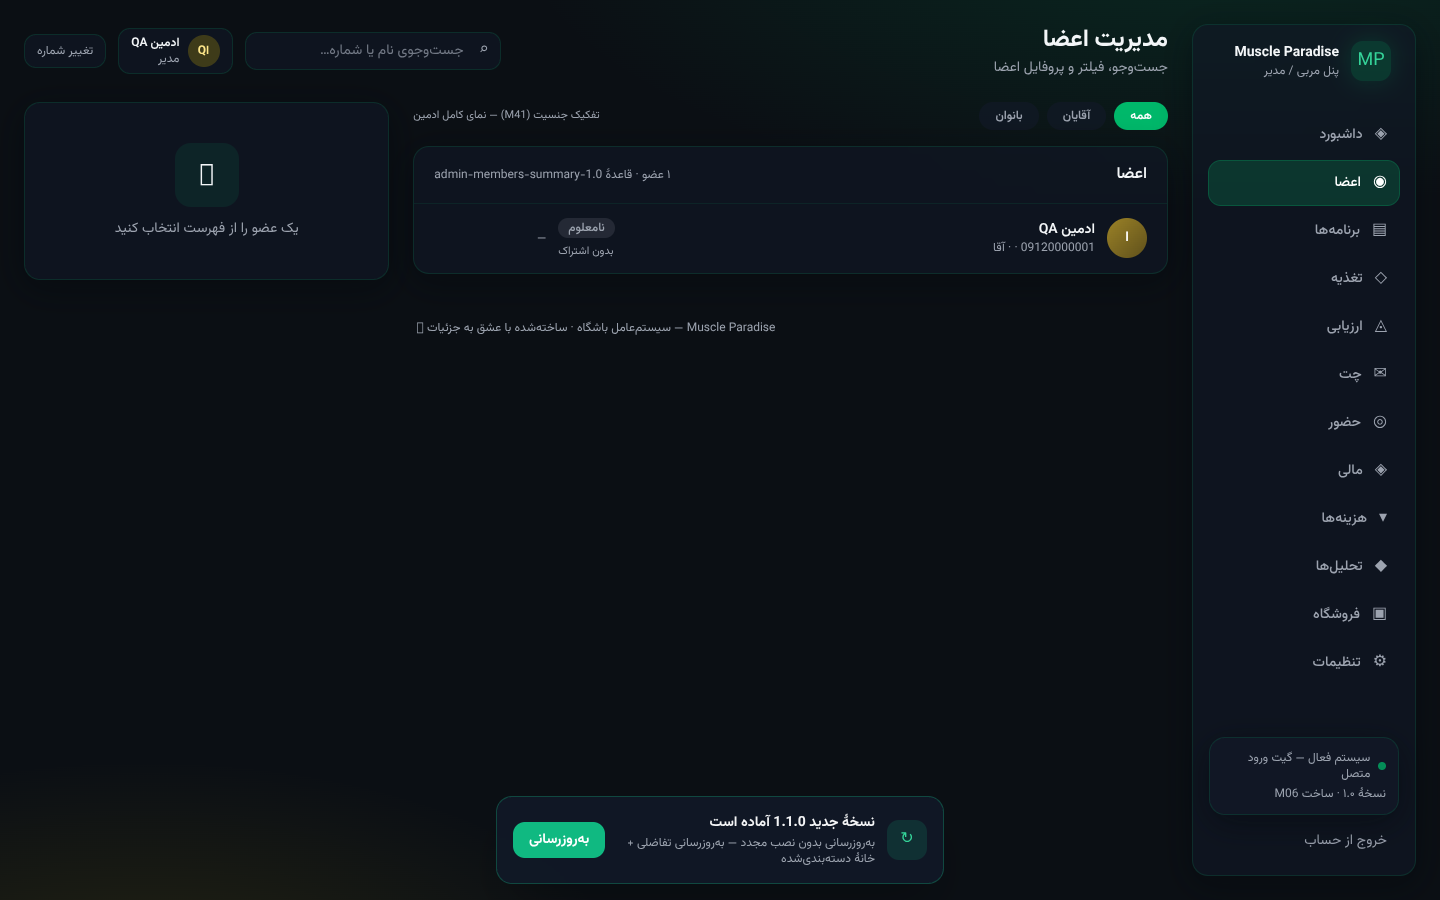 Muscle Paradise
پنل مربی / مدیر
MP
داشبورد
اعضا
برنامه‌ها
تغذیه
ارزیابی
چت
حضور
مالی
هزینه‌ها
تحلیل‌ها
فروشگاه
تنظیمات
سیستم فعال — گیت ورود
متصل
نسخهٔ ۱.۰ · ساخت M06
خروج از حساب
مدیریت اعضا
جست‌وجو، فیلتر و پروفایل اعضا
جست‌وجوی نام یا شماره...
Qا
ادمین QA
مدیر
تغییر شماره
همه
آقایان
بانوان
تفکیک جنسیت (M41) — نمای کامل ادمین
اعضا
۱ عضو · قاعدهٔ admin-members-summary-1.0
ا
ادمین QA
09120000001 · · آقا
نامعلوم
بدون اشتراک
—
یک عضو را از فهرست انتخاب کنید
Muscle Paradise — سیستم‌عامل باشگاه · ساخته‌شده با عشق به جزئیات
نسخهٔ جدید 1.1.0 آماده است
به‌روزرسانی بدون نصب مجدد — به‌روزرسانی تفاضلی +
خانهٔ دسته‌بندی‌شده
به‌روزرسانی